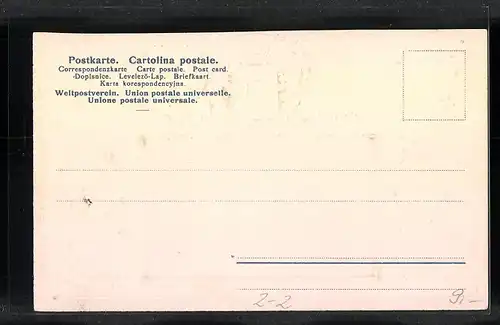 Postkarte. Cartolina postale.
Correspondenzkarte Carte postale. Post card.
Dopisnice. Levelező-Lap. Briefkaart.
Karta korespondencyjna.
Weltpostverein. Union postale universelle.
Unione postale universale.
2-2 9,-